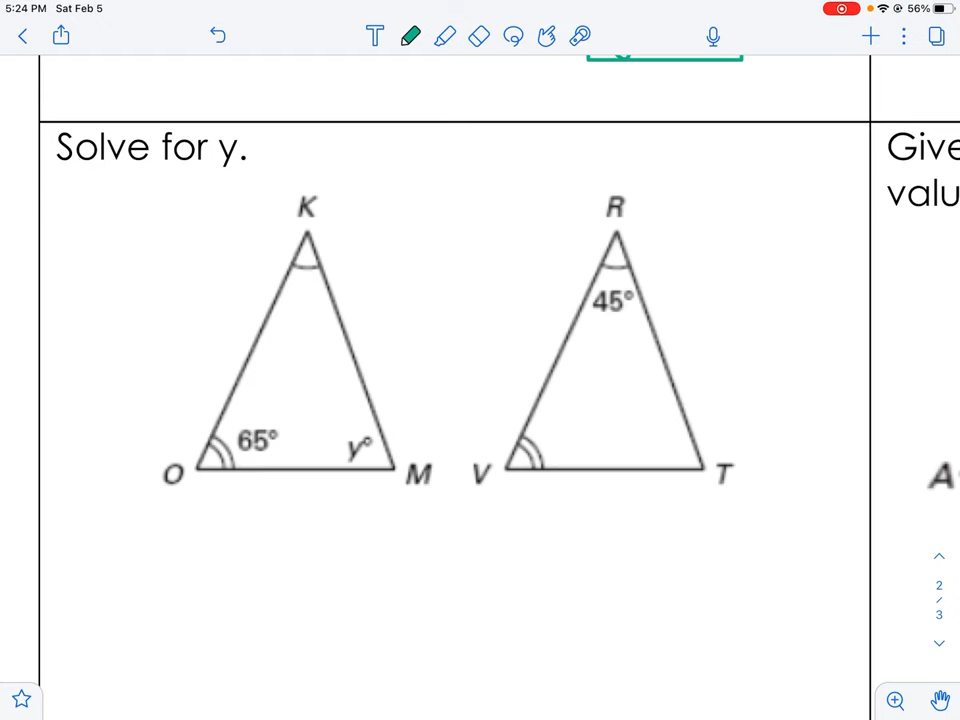 5:24 PM Sat Feb 5
56%
T
Solve for y.
Give
valu
K
R
45°
65°
y°
O
M
V
T
A
2
/
3